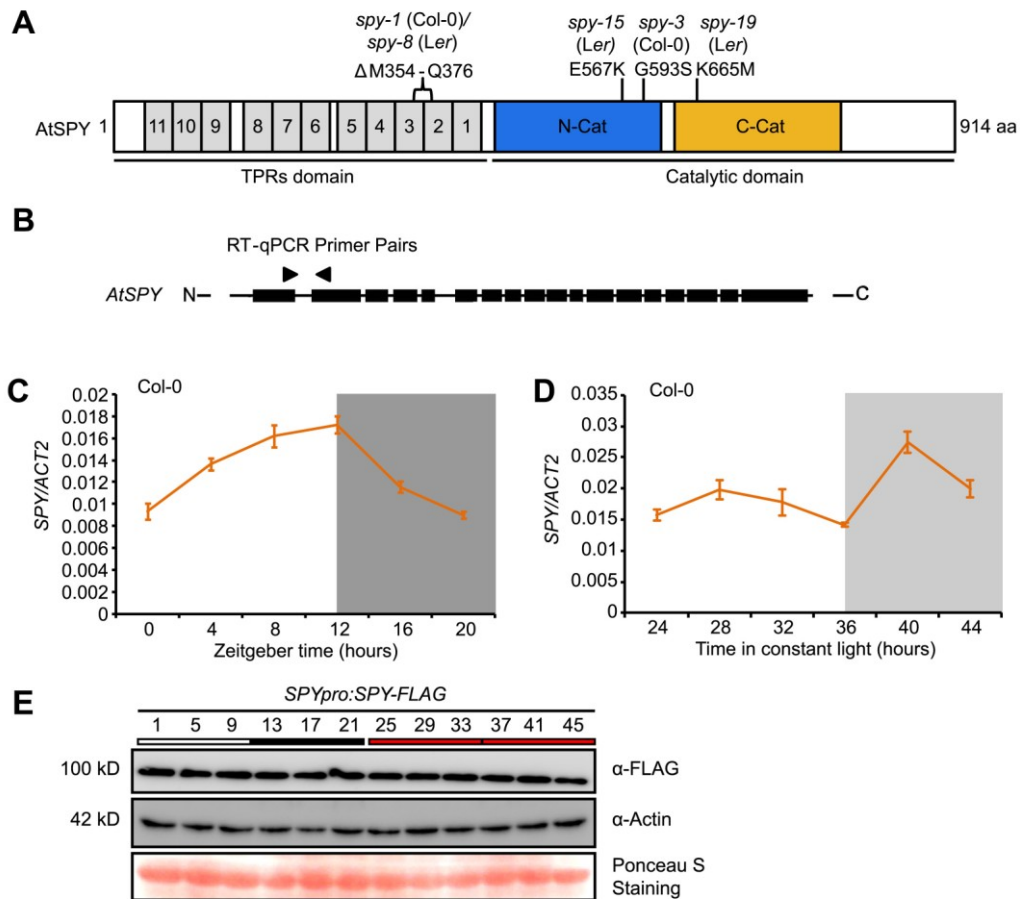 A
spy-1 (Col-0)/
spy-8 (Ler)
ΔM354-Q376
spy-15 spy-3 spy-19
(Ler) (Col-0) (Ler)
E567K G593S K665M
AtSPY 1 11 10 9 8 7 6 5 4 3 2 1 N-Cat C-Cat 914 aa
TPRs domain Catalytic domain
B
RT-qPCR Primer Pairs
AtSPY N C
C
Col-0
SPY/ACT2
0.02
0.018
0.016
0.014
0.012
0.01
0.008
0.006
0.004
0.002
0
0 4 8 12 16 20
Zeitgeber time (hours)
D
Col-0
SPY/ACT2
0.035
0.03
0.025
0.02
0.015
0.01
0.005
0
24 28 32 36 40 44
Time in constant light (hours)
E
SPYpro:SPY-FLAG
1 5 9 13 17 21 25 29 33 37 41 45
100 kD α-FLAG
42 kD α-Actin
Ponceau S
Staining